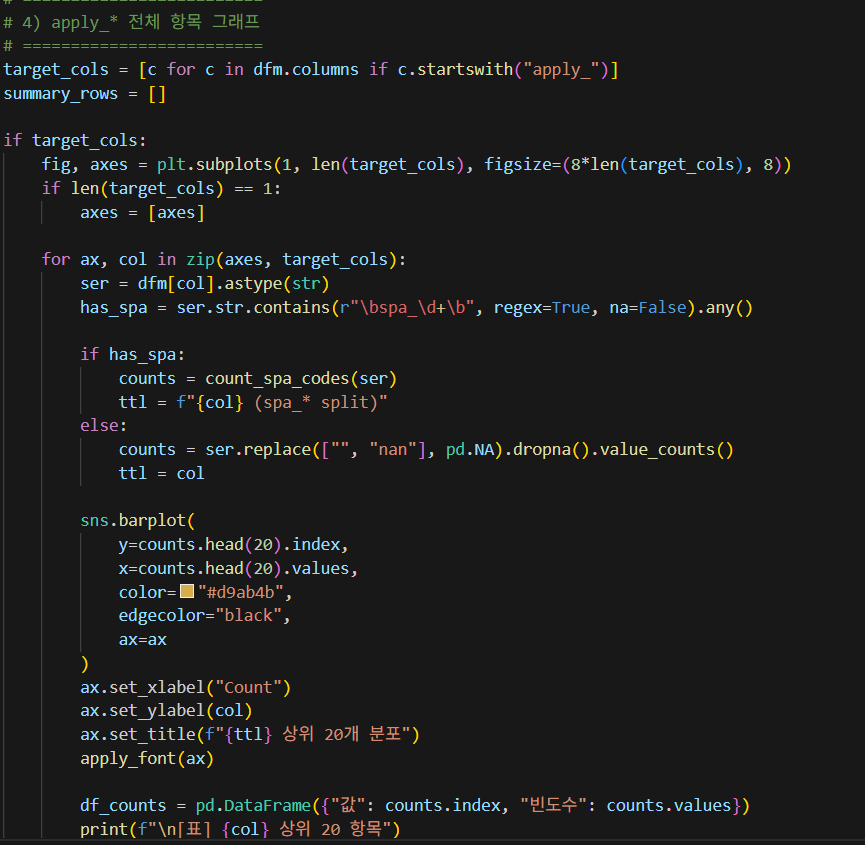 # =========================
# 4) apply_* 전체 항목 그래프
# =========================
target_cols = [c for c in dfm.columns if c.startswith("apply_")]
summary_rows = []
if target_cols:
fig, axes = plt.subplots(1, len(target_cols), figsize=(8*len(target_cols), 8))
if len(target_cols) == 1:
axes = [axes]
for ax, col in zip(axes, target_cols):
ser = dfm[col].astype(str)
has_spa = ser.str.contains(r"\bspa_\d+\b", regex=True, na=False).any()
if has_spa:
counts = count_spa_codes(ser)
ttl = f"{col} (spa_* split)"
else:
counts = ser.replace(["", "nan"], pd.NA).dropna().value_counts()
ttl = col
sns.barplot(
y=counts.head(20).index,
x=counts.head(20).values,
color="#d9ab4b",
edgecolor="black",
ax=ax
)
ax.set_xlabel("Count")
ax.set_ylabel(col)
ax.set_title(f"{ttl} 상위 20개 분포")
apply_font(ax)
df_counts = pd.DataFrame({"값": counts.index, "빈도수": counts.values})
print(f"\n[표] {col} 상위 20 항목")